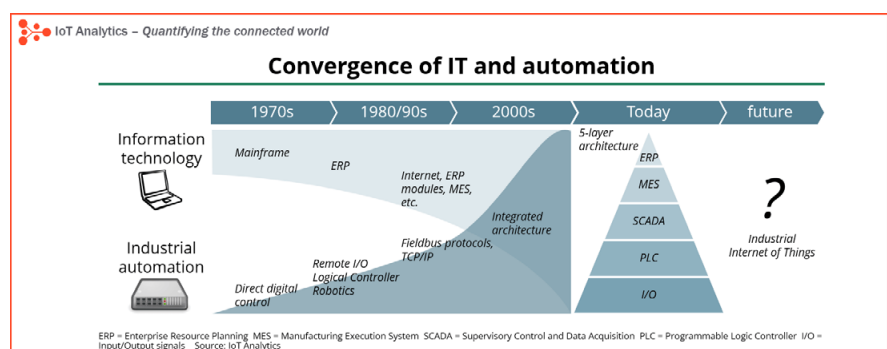 IoT Analytics – Quantifying the connected world
Convergence of IT and automation
1970s
1980/90s
2000s
Today
future
Information
technology
Mainframe
ERP
Internet, ERP
modules, MES,
etc.
Integrated
architecture
Industrial
automation
Direct digital
control
Remote I/O
Logical Controller
Robotics
Fieldbus protocols,
TCP/IP
5-layer
architecture
ERP
MES
SCADA
PLC
I/O
?
Industrial
Internet of Things
ERP = Enterprise Resource Planning MES = Manufacturing Execution System SCADA = Supervisory Control and Data Acquisition PLC = Programmable Logic Controller I/O =
Input/Output signals Source: IoT Analytics